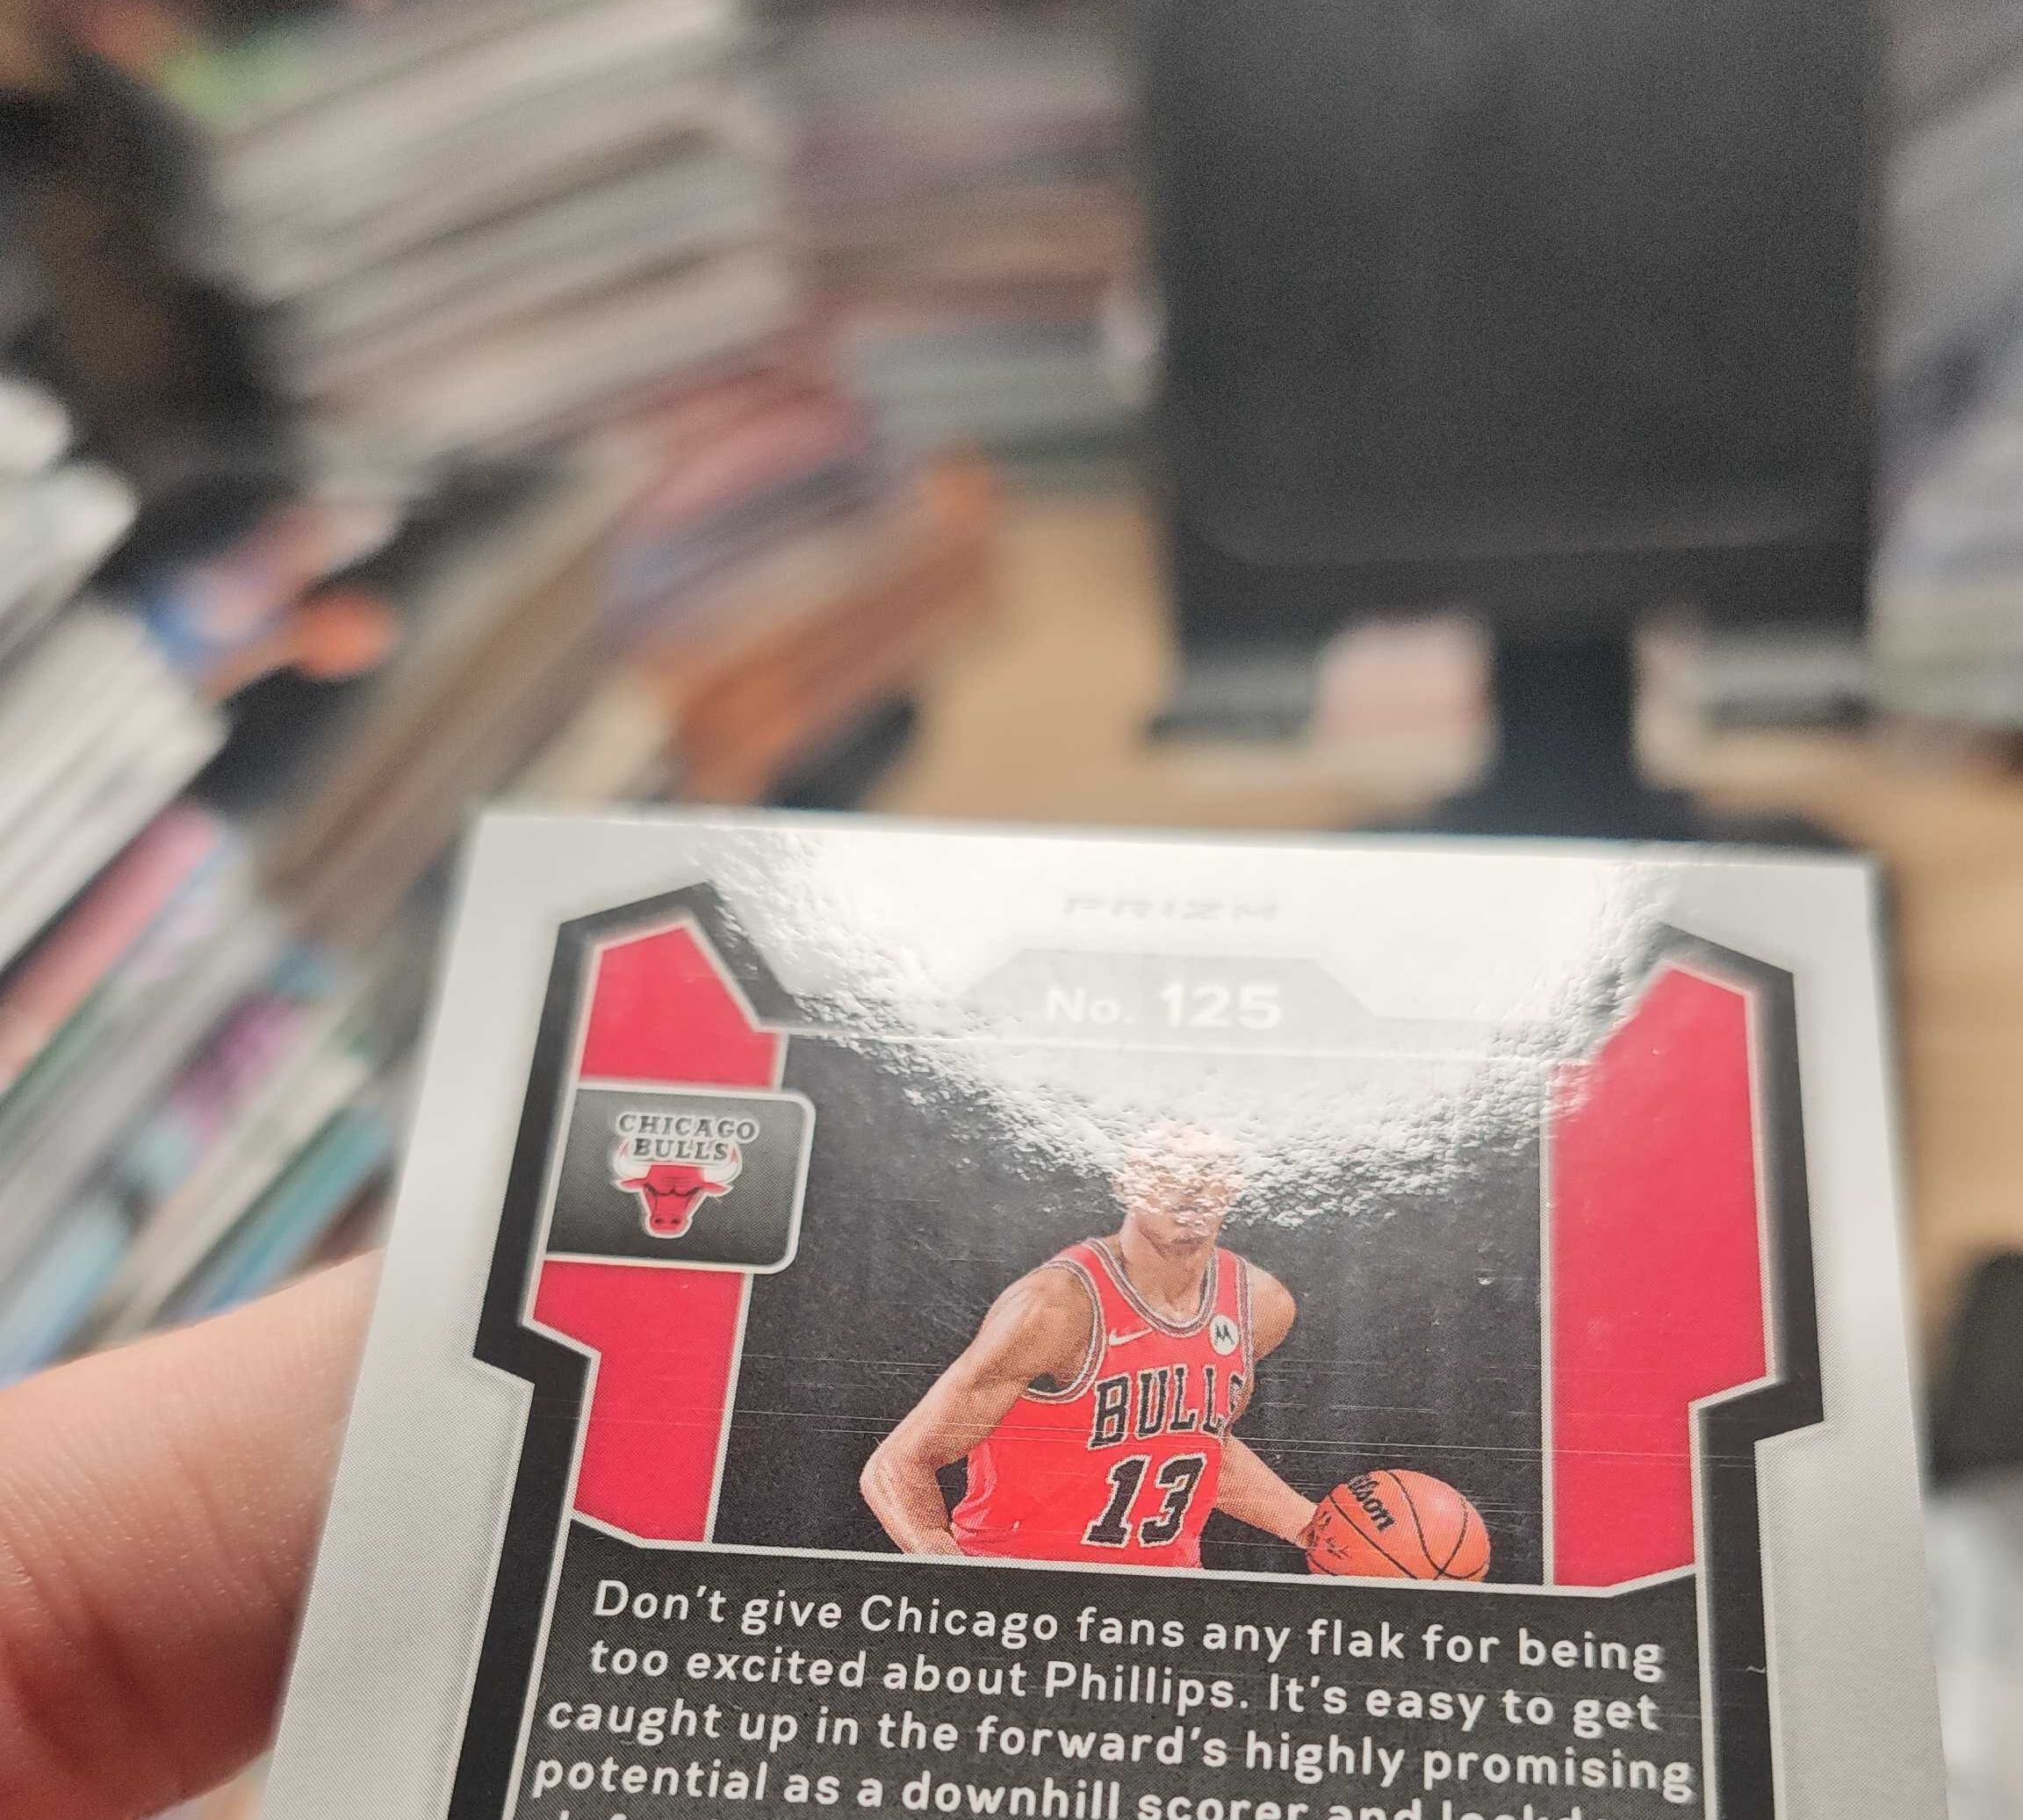 PRIZM
No. 125
CHICAGO
BULLS
BULLS
13
Don't give Chicago fans any flak for being
too excited about Phillips. It's easy to get
caught up in the forward's highly promising
potential as a downhill scorer and